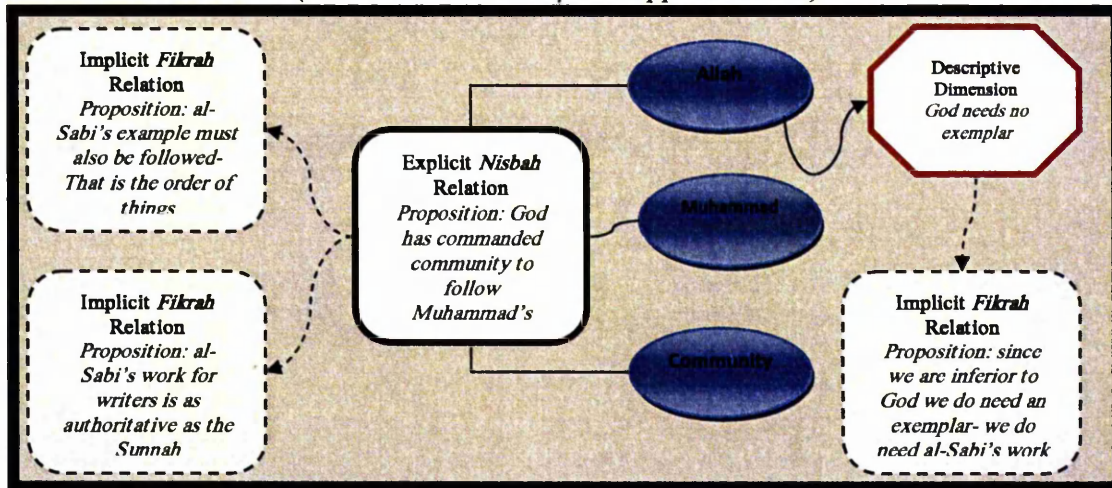 Implicit Fikrah
Relation
Proposition: al-
Sabi's example must
also be followed-
That is the order of
things
Implicit Fikrah
Relation
Proposition: al-
Sabi's work for
writers is as
authoritative as the
Sunnah
Explicit Nisbah
Relation
Proposition: God
has commanded
community to
follow
Muhammad's
Allah
Muhammad
Community
Descriptive
Dimension
God needs no
exemplar
Implicit Fikrah
Relation
Proposition: since
we are inferior to
God we do need an
exemplar- we do
need al-Sabi's work